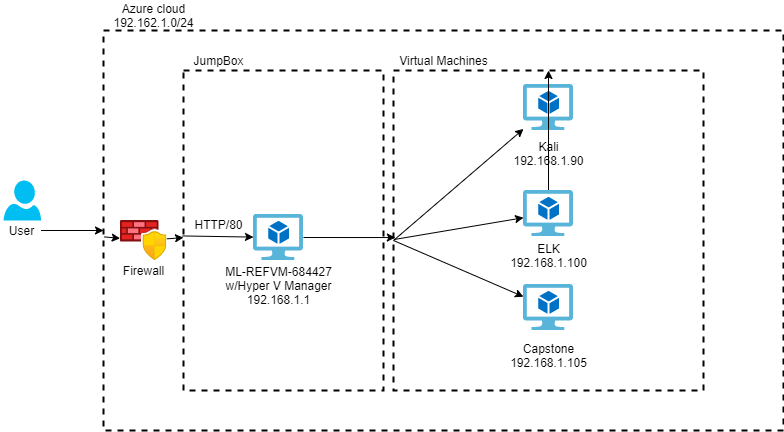 Azure cloud
192.162.1.0/24
JumpBox
Virtual Machines
Kali
192.168.1.90
HTTP/80
User
Firewall
ML-REFVM-684427
w/Hyper V Manager
192.168.1.1
ELK
192.168.1.100
Capstone
192.168.1.105